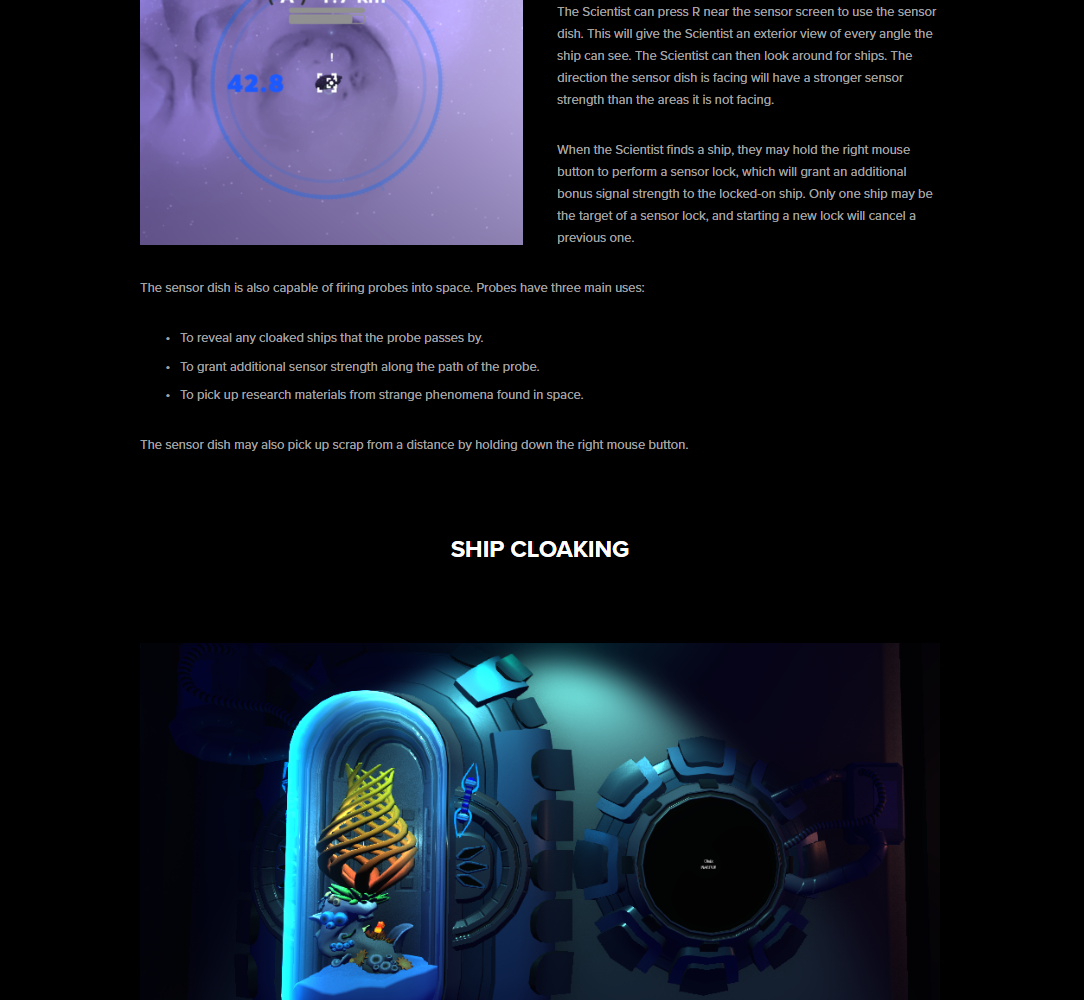 42.8
!
The Scientist can press R near the sensor screen to use the sensor
dish. This will give the Scientist an exterior view of every angle the
ship can see. The Scientist can then look around for ships. The
direction the sensor dish is facing will have a stronger sensor
strength than the areas it is not facing.
When the Scientist finds a ship, they may hold the right mouse
button to perform a sensor lock, which will grant an additional
bonus signal strength to the locked-on ship. Only one ship may be
the target of a sensor lock, and starting a new lock will cancel a
previous one.
The sensor dish is also capable of firing probes into space. Probes have three main uses:
• To reveal any cloaked ships that the probe passes by.
• To grant additional sensor strength along the path of the probe.
• To pick up research materials from strange phenomena found in space.
The sensor dish may also pick up scrap from a distance by holding down the right mouse button.
SHIP CLOAKING